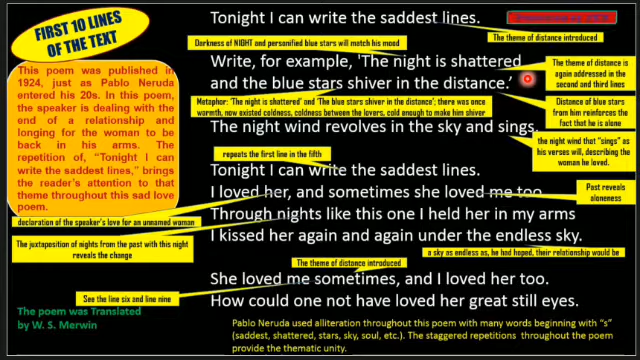 FIRST 10 LINES
OF THE TEXT
This poem was published in
1924, just as Pablo Neruda
entered his 20s. In this poem,
the speaker is dealing with the
end of a relationship and
longing for the woman to be
back in his arms. The
repetition of, “Tonight I can
write the saddest lines,” brings
the reader's attention to that
theme throughout this sad love
poem.
Tonight I can write the saddest lines.
The theme of distance introduced
Darkness of NIGHT and personified blue stars will match his mood
Write, for example, 'The night is shattered
and the blue stars shiver in the distance.’
The theme of distance is
again addressed in the
second and third lines
Metaphor: ‘The night is shattered’ and ‘The blue stars shiver in distance’; there was once
warmth, now existed coldness, coldness between the lovers, cold enough to make him shiver
Distance of blue stars
from him reinforces the
fact that he is alone
The night wind revolves in the sky and sings.
the night wind that “sings” as
his verses will, describing the
woman he loved.
repeats the first line in the fifth
Tonight I can write the saddest lines.
I loved her, and sometimes she loved me too.
Past reveals
aloneness
declaration of the speaker's love for an unnamed woman
Through nights like this one I held her in my arms
The juxtaposition of nights from the past with this night
reveals the change
I kissed her again and again under the endless sky.
a sky as endless as, he had hoped, their relationship would be
The theme of distance introduced
She loved me sometimes, and I loved her too.
See the line six and line nine
How could one not have loved her great still eyes.
The poem was Translated
by W. S. Merwin
Pablo Neruda used alliteration throughout this poem with many words beginning with “s”
(saddest, shattered, stars, sky, soul, etc.). The staggered repetitions throughout the poem
provide the thematic unity.